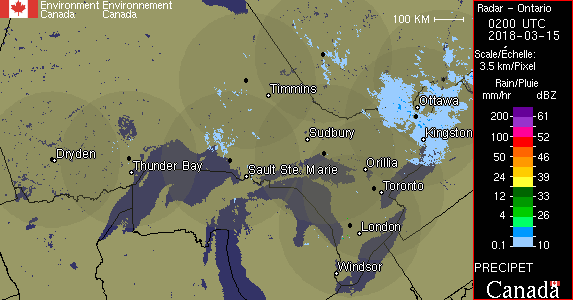 Environment Environnement
Canada Canada
100 KM
Timmins
Ottawa
Sudbury
Kingston
Dryden
Thunder Bay
Sault Ste. Marie
Orillia
Toronto
London
Windsor
Radar - Ontario
0200 UTC
2018-03-15
Scale/Échelle:
3.5 km/Pixel
Rain/Pluie
mm/hr dBZ
200 61
100 52
50 46
24 39
12 33
4 26
0.1 10
PRECIPET
Canada